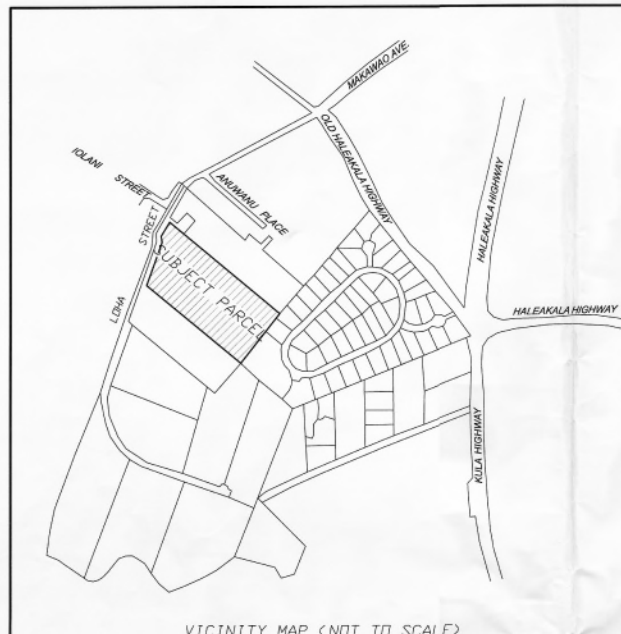 MAKAWAO AVE.
OLD HALEAKALA HIGHWAY
IOLANI STREET
ANUWANU PLACE
HALEAKALA HIGHWAY
LOHA STREET
SUBJECT PARCEL
HALEAKALA HIGHWAY
KULA HIGHWAY
VICINITY MAP (NOT TO SCALE)